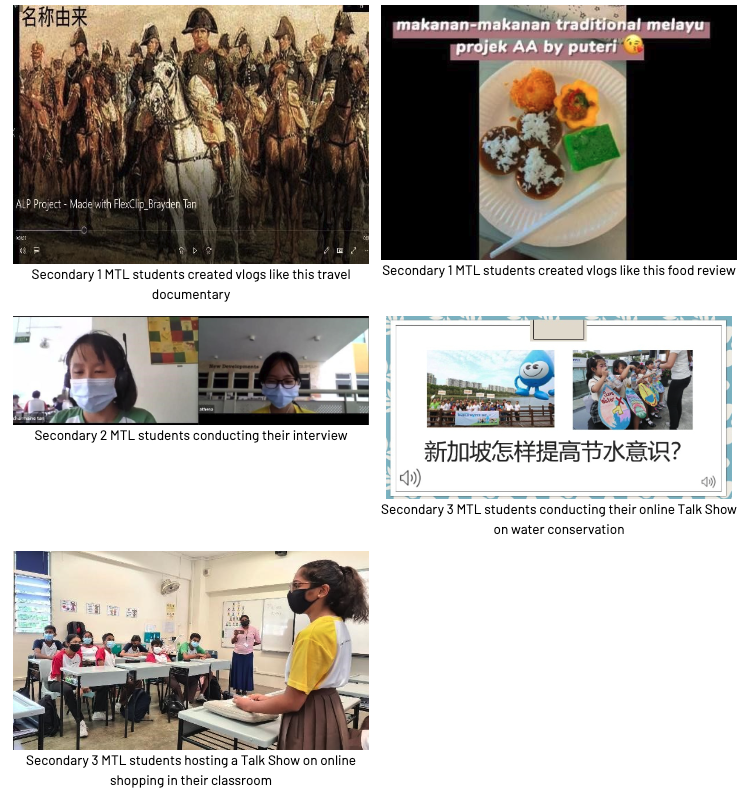 名称由来
ALP Project - Made with FlexClip_Brayden Tan
Secondary 1 MTL students created vlogs like this travel
documentary
makanan-makanan traditional melayu
projek AA by puteri 😘
Secondary 1 MTL students created vlogs like this food review
Secondary 2 MTL students conducting their interview
新加坡怎样提高节水意识?
Secondary 3 MTL students conducting their online Talk Show
on water conservation
Secondary 3 MTL students hosting a Talk Show on online
shopping in their classroom